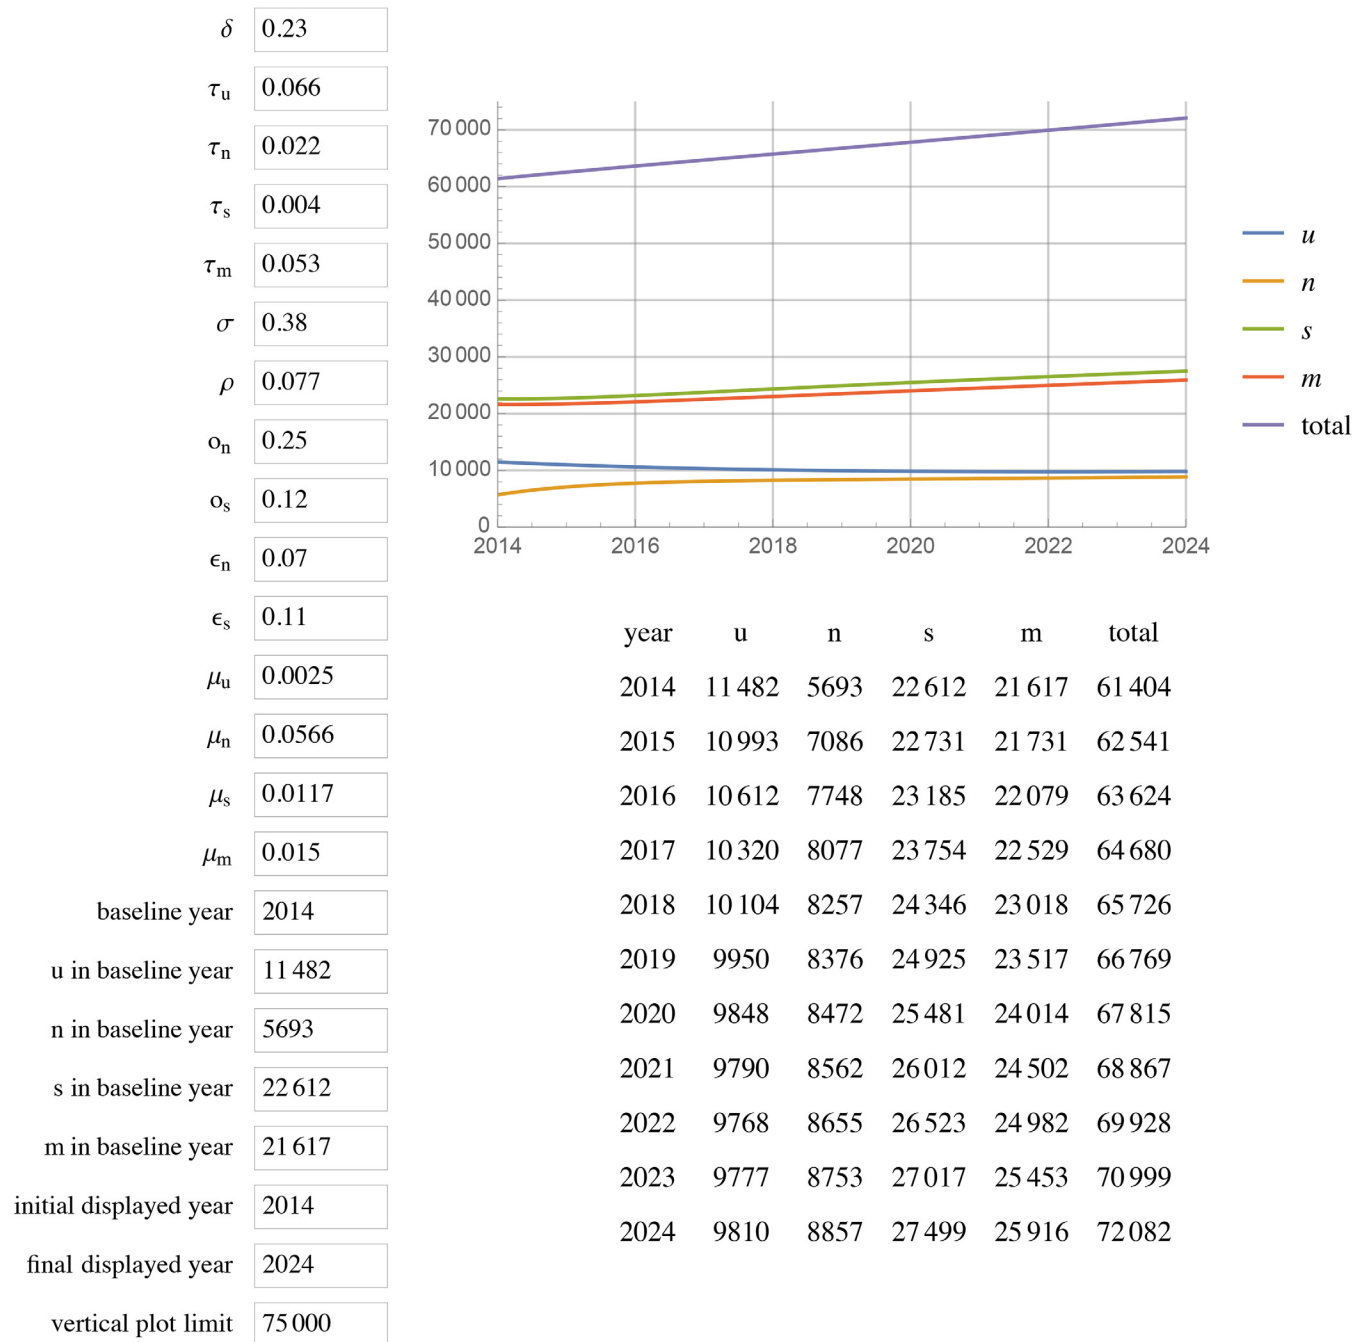 δ 0.23
τu 0.066
τn 0.022
τs 0.004
τm 0.053
σ 0.38
ρ 0.077
on 0.25
os 0.12
ϵn 0.07
ϵs 0.11
μu 0.0025
μn 0.0566
μs 0.0117
μm 0.015
baseline year 2014
u in baseline year 11 482
n in baseline year 5693
s in baseline year 22 612
m in baseline year 21 617
initial displayed year 2014
final displayed year 2024
vertical plot limit 75 000
70 000
60 000
50 000
40 000
30 000
20 000
10 000
0
2014 2016 2018 2020 2022 2024
u
n
s
m
total
year u n s m total
2014 11 482 5693 22 612 21 617 61 404
2015 10 993 7086 22 731 21 731 62 541
2016 10 612 7748 23 185 22 079 63 624
2017 10 320 8077 23 754 22 529 64 680
2018 10 104 8257 24 346 23 018 65 726
2019 9950 8376 24 925 23 517 66 769
2020 9848 8472 25 481 24 014 67 815
2021 9790 8562 26 012 24 502 68 867
2022 9768 8655 26 523 24 982 69 928
2023 9777 8753 27 017 25 453 70 999
2024 9810 8857 27 499 25 916 72 082